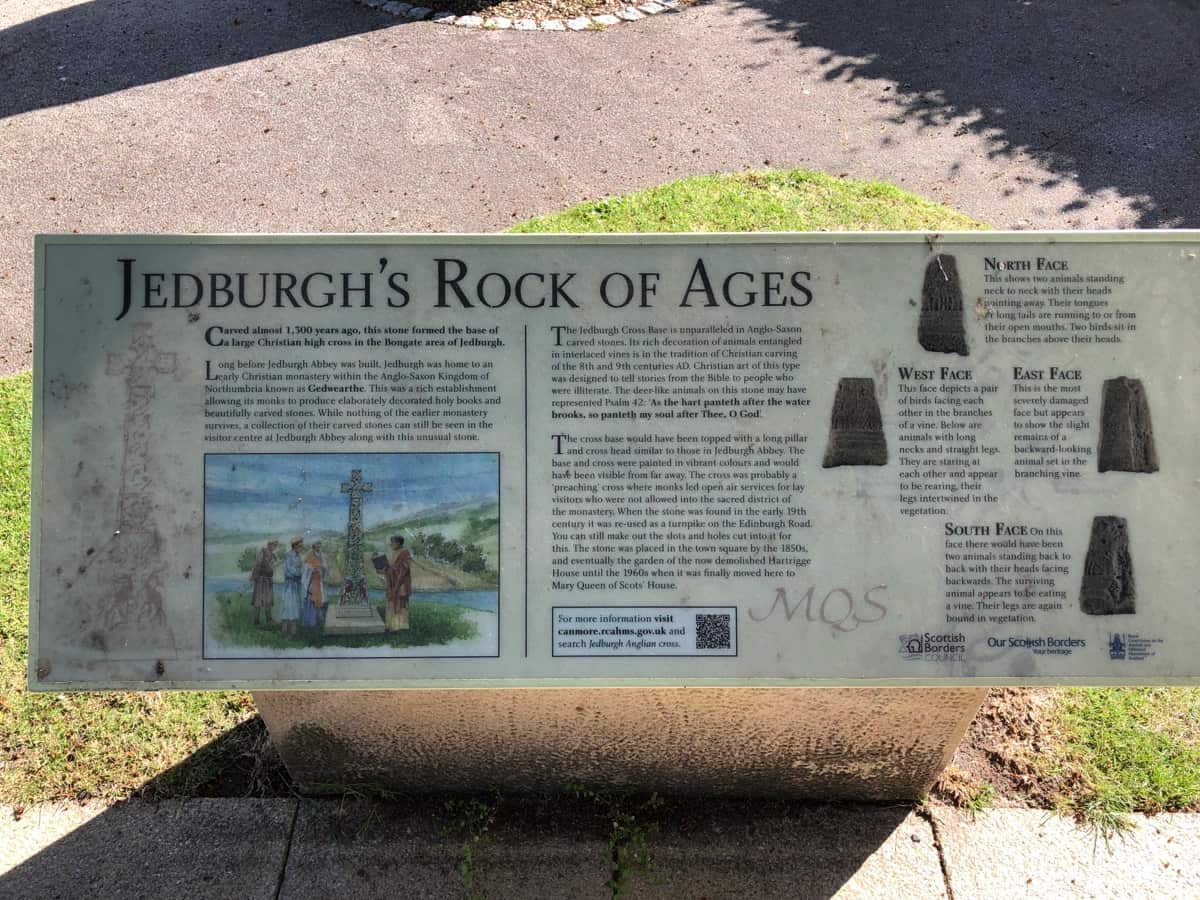 JEDBURGH'S ROCK OF AGES
Carved almost 1,300 years ago, this stone formed the base of
a large Christian high cross in the Bongate area of Jedburgh.
Long before Jedburgh Abbey was built, Jedburgh was home to an
early Christian monastery within the Anglo-Saxon Kingdom of
Northumbria known as Gedwearthe. This was a rich establishment
allowing its monks to produce elaborately decorated holy books and
beautifully carved stones. While nothing of the earlier monastery
survives, a collection of their carved stones can still be seen in the
visitor centre at Jedburgh Abbey along with this unusual stone.
The Jedburgh Cross Base is unparalleled in Anglo-Saxon
carved stones. Its rich decoration of animals entangled
in interlaced vines is in the tradition of Christian carving
of the 8th and 9th centuries AD. Christian art of this type
was designed to tell stories from the Bible to people who
were illiterate. The deer-like animals on this stone may have
represented Psalm 42: 'As the hart panteth after the water
brooks, so panteth my soul after Thee, O God'.
The cross base would have been topped with a long pillar
and cross head similar to those in Jedburgh Abbey. The
base and cross were painted in vibrant colours and would
have been visible from far away. The cross was probably a
'preaching' cross where monks led open air services for lay
visitors who were not allowed into the sacred district of
the monastery. When the stone was found in the early 19th
century it was re-used as a turnpike on the Edinburgh Road.
You can still make out the slots and holes cut into it for
this. The stone was placed in the town square by the 1850s,
and eventually the garden of the now demolished Hartrigge
House until the 1960s when it was finally moved here to
Mary Queen of Scots' House.
For more information visit
canmore.rcahms.gov.uk and
search Jedburgh Anglian cross.
MQS
NORTH FACE
This shows two animals standing
neck to neck with their heads
pointing away. Their tongues
or long tails are running to or from
their open mouths. Two birds sit in
the branches above their heads.
WEST FACE
This face depicts a pair
of birds facing each
other in the branches
of a vine. Below are
animals with long
necks and straight legs.
They are staring at
each other and appear
to be rearing, their
legs intertwined in the
vegetation.
EAST FACE
This is the most
severely damaged
face but appears
to show the slight
remains of a
backward-looking
animal set in the
branching vine.
SOUTH FACE On this
face there would have been
two animals standing back to
back with their heads facing
backwards. The surviving
animal appears to be eating
a vine. Their legs are again
bound in vegetation.
Scottish
Borders
COUNCIL
Our Scottish Borders
Your heritage